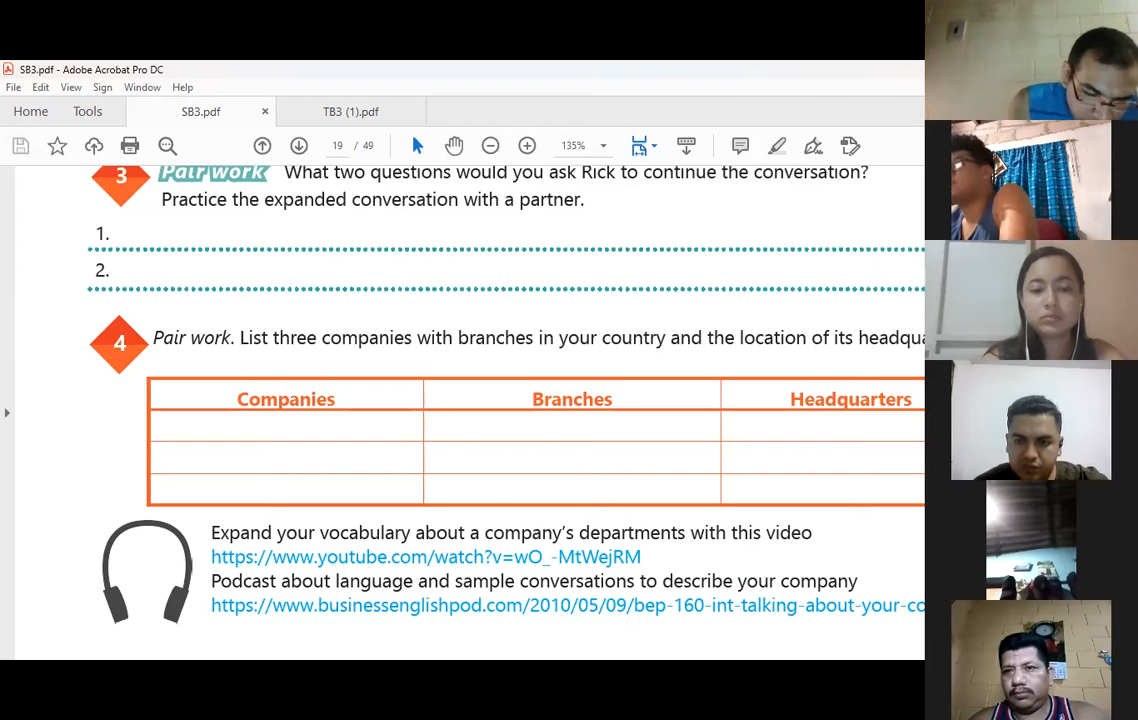 SB3.pdf - Adobe Acrobat Pro DC
File Edit View Sign Window Help
Home Tools SB3.pdf × TB3 (1).pdf
19 / 49 135%
3 Pair work What two questions would you ask Rick to continue the conversation?
Practice the expanded conversation with a partner.
1.
2.
4 Pair work. List three companies with branches in your country and the location of its headqua
Companies Branches Headquarters
Expand your vocabulary about a company's departments with this video
https://www.youtube.com/watch?v=wO_-MtWejRM
Podcast about language and sample conversations to describe your company
https://www.businessenglishpod.com/2010/05/09/bep-160-int-talking-about-your-co